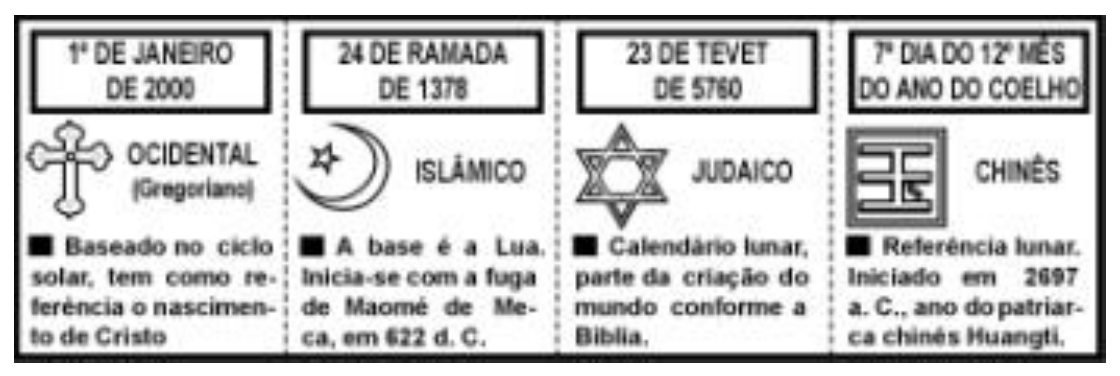 1º DE JANEIRO
DE 2000
OCIDENTAL
(Gregoriano)
■ Baseado no ciclo
solar, tem como re-
ferência o nascimen-
to de Cristo
24 DE RAMADA
DE 1378
ISLÂMICO
■ A base é a Lua.
Inicia-se com a fuga
de Maomé de Me-
ca, em 622 d. C.
23 DE TEVET
DE 5760
JUDAICO
■ Calendário lunar,
parte da criação do
mundo conforme a
Bíblia.
7º DIA DO 12º MÊS
DO ANO DO COELHO
CHINÊS
■ Referência lunar.
Iniciado em 2697
a. C., ano do patriar-
ca chinês Huangti.